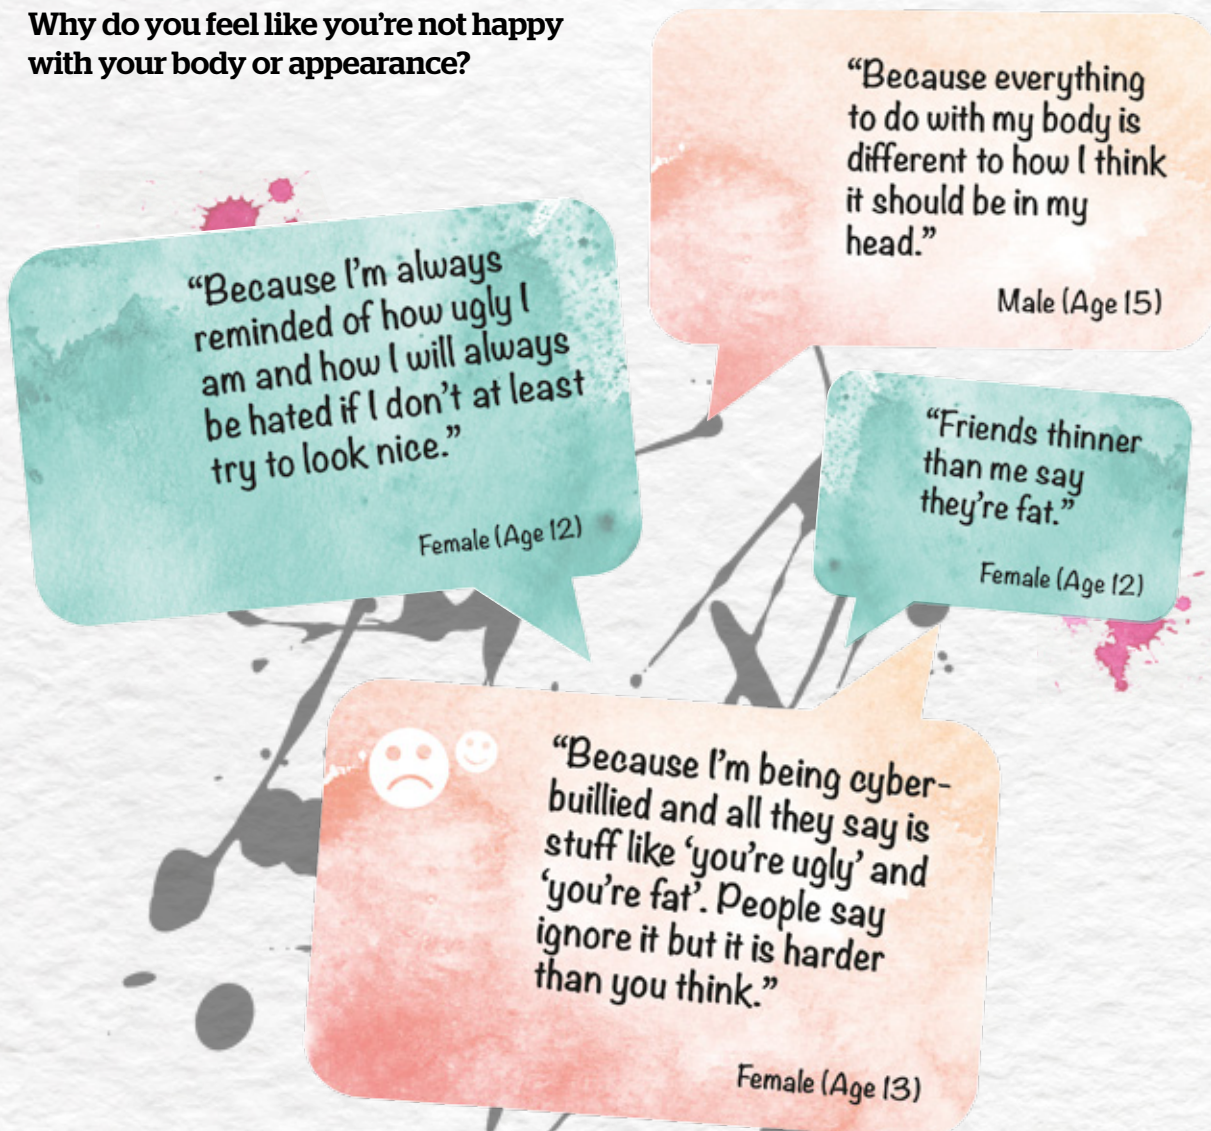 Why do you feel like you're not happy
with your body or appearance?
“Because everything
to do with my body is
different to how I think
it should be in my
head.”
Male (Age 15)
“Because I'm always
reminded of how ugly I
am and how I will always
be hated if I don't at least
try to look nice.”
Female (Age 12)
“Friends thinner
than me say
they're fat.”
Female (Age 12)
“Because I'm being cyber-
buillied and all they say is
stuff like ‘you're ugly’ and
‘you're fat’. People say
ignore it but it is harder
than you think.”
Female (Age 13)